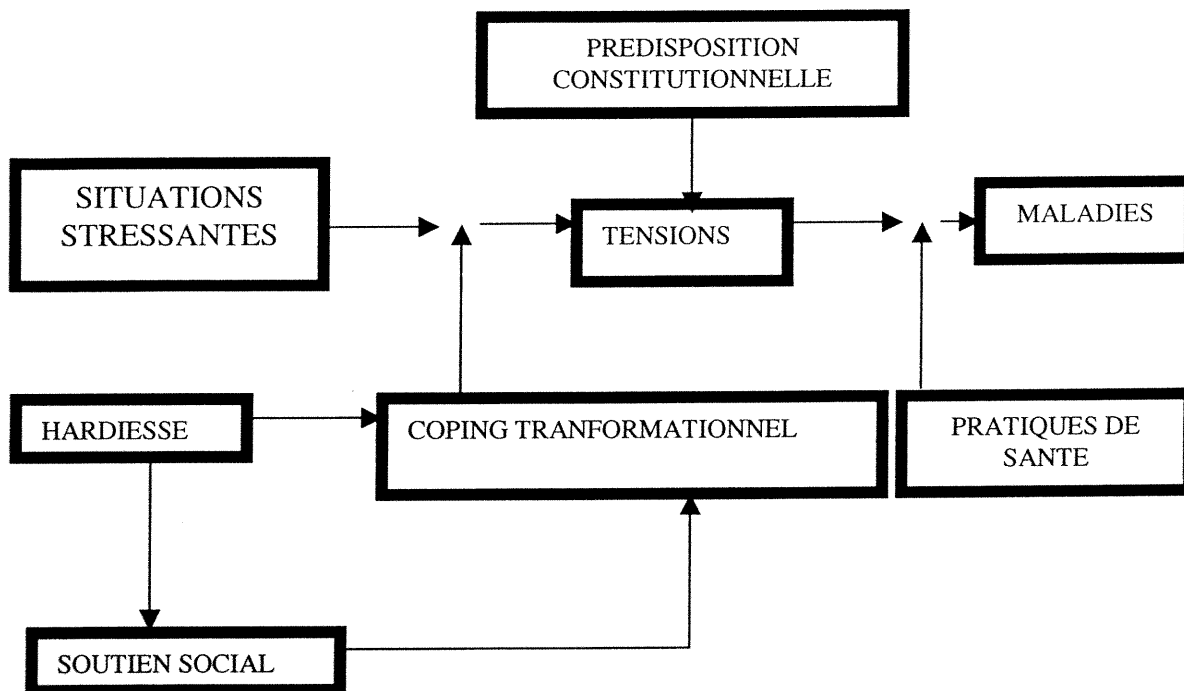 PREDISPOSITION
CONSTITUTIONNELLE
SITUATIONS
STRESSANTES
TENSIONS
MALADIES
HARDIESSE
COPING TRANFORMATIONNEL
PRATIQUES DE
SANTE
SOUTIEN SOCIAL